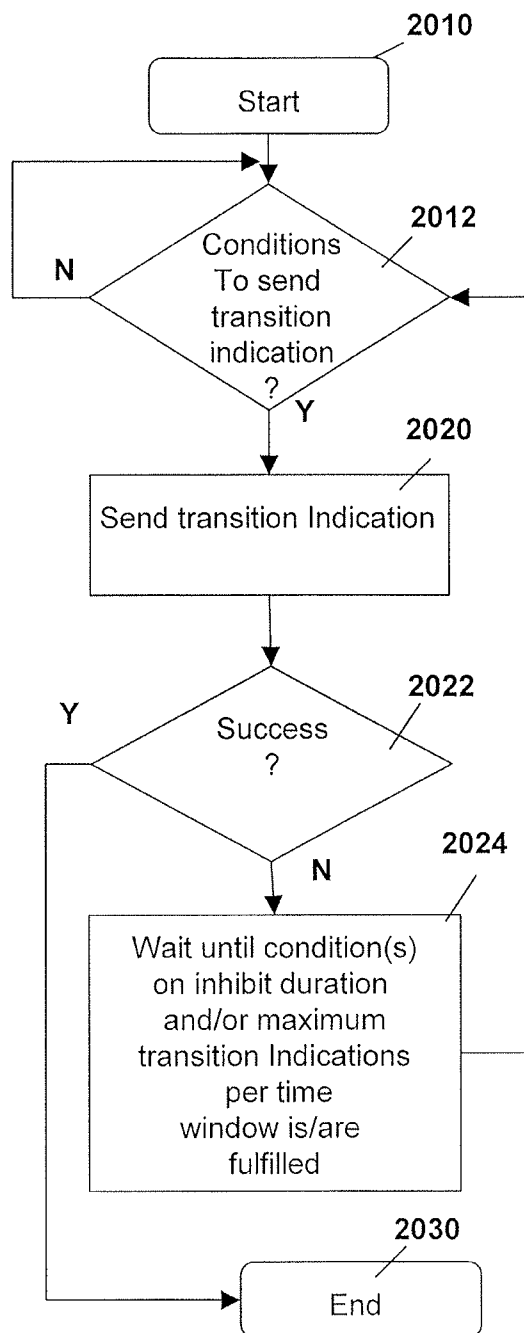 2010
Start
2012
Conditions
To send
transition
indication
?
N
Y
2020
Send transition Indication
2022
Y
Success
?
N
2024
Wait until condition(s)
on inhibit duration
and/or maximum
transition Indications
per time
window is/are
fulfilled
2030
End